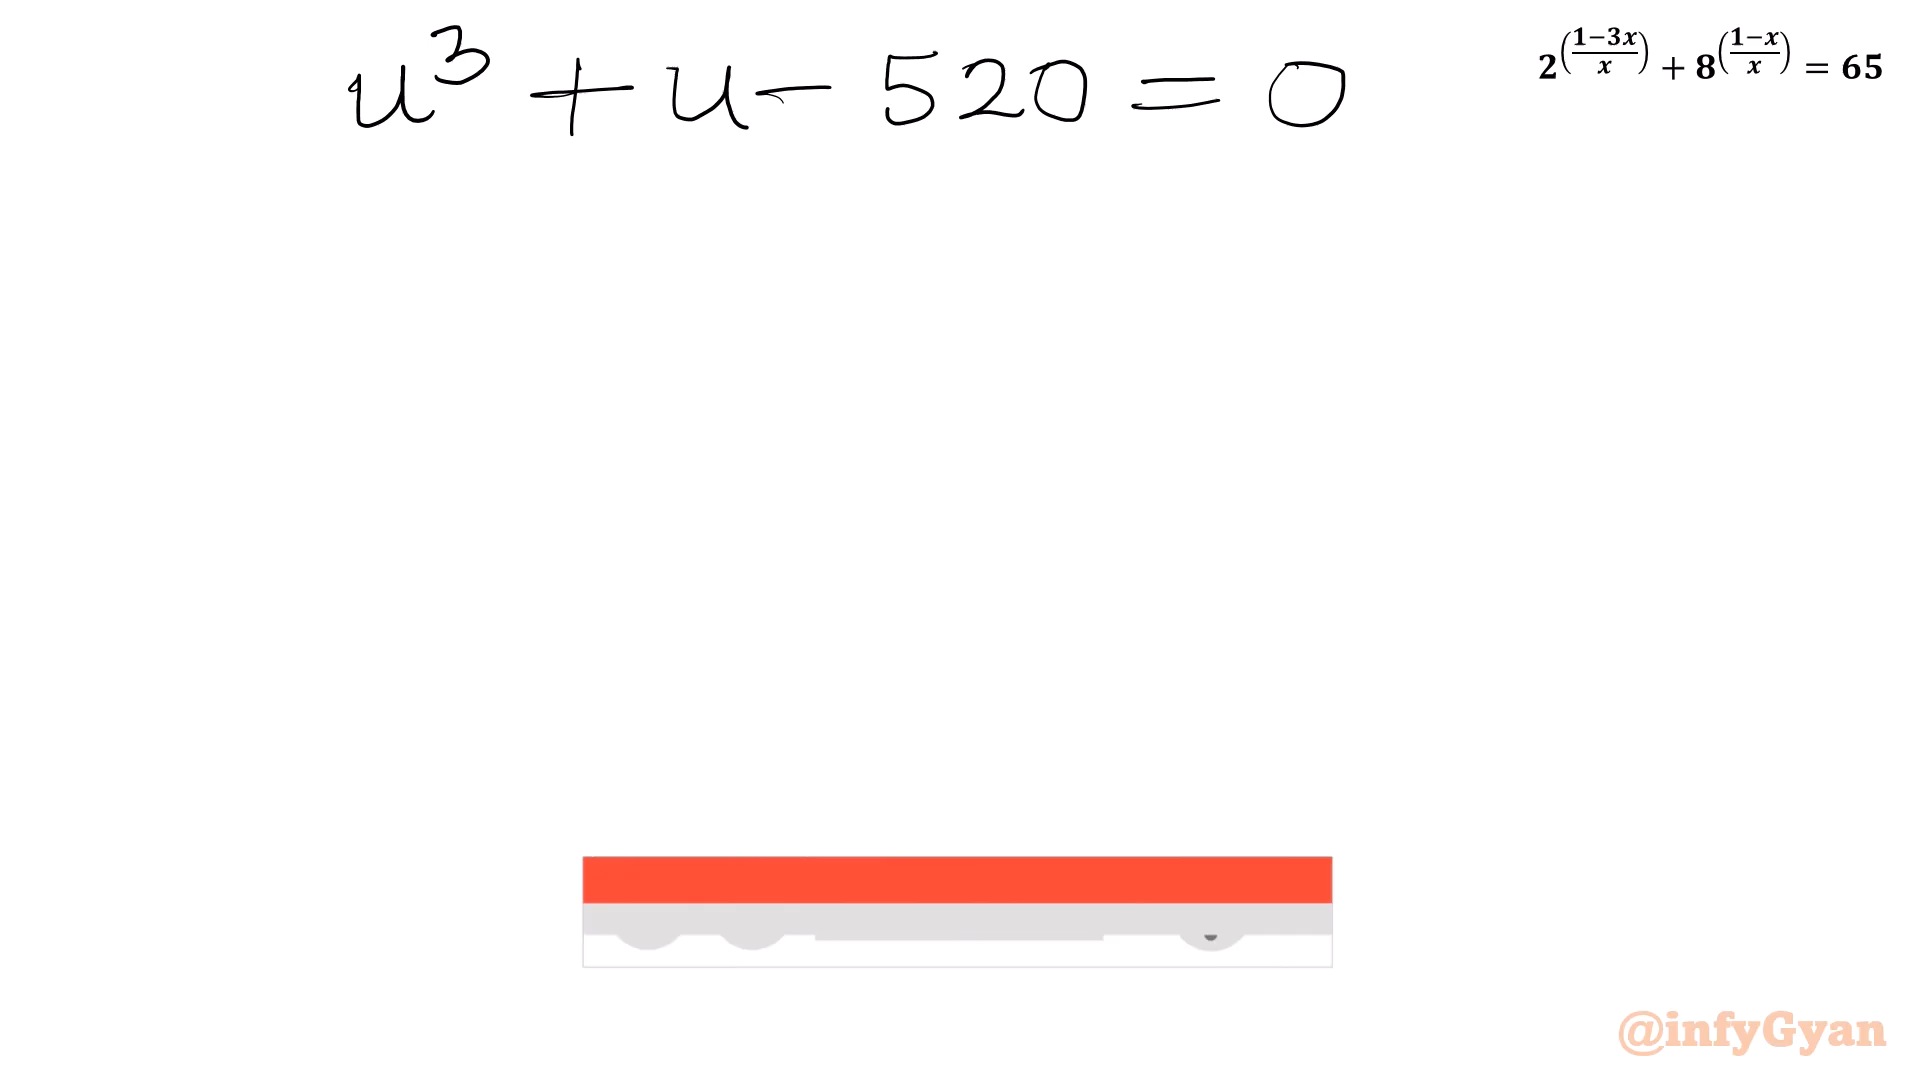 u³ + u - 520 = 0
2^((1-3x)/x) + 8^((1-x)/x) = 65
@infyGyan